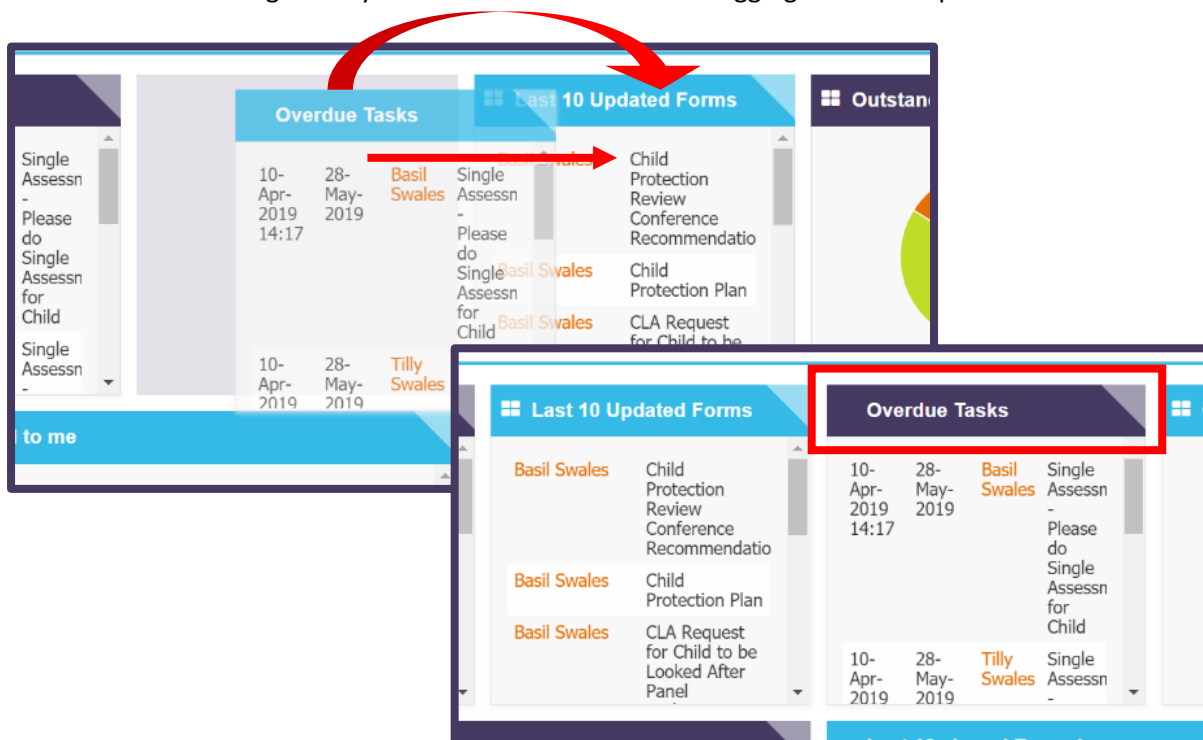 Single
Assessn
-
Please
do
Single
Assessn
for
Child
Single
Assessn
-
to me
Overdue Tasks
10-
Apr-
2019
14:17
28-
May-
2019
Basil
Swales
Single
Assessn
-
Please
do
Single
Assessn
for
Child
10-
Apr-
2019
28-
May-
2019
Tilly
Swales
Last 10 Updated Forms
Basil Swales
Child
Protection
Review
Conference
Recommendatio
Basil Swales
Child
Protection Plan
Basil Swales
CLA Request
for Child to be
Outstan
Last 10 Updated Forms
Basil Swales
Child
Protection
Review
Conference
Recommendatio
Basil Swales
Child
Protection Plan
Basil Swales
CLA Request
for Child to be
Looked After
Panel
Overdue Tasks
10-
Apr-
2019
14:17
28-
May-
2019
Basil
Swales
Single
Assessn
-
Please
do
Single
Assessn
for
Child
10-
Apr-
2019
28-
May-
2019
Tilly
Swales
Single
Assessn
-